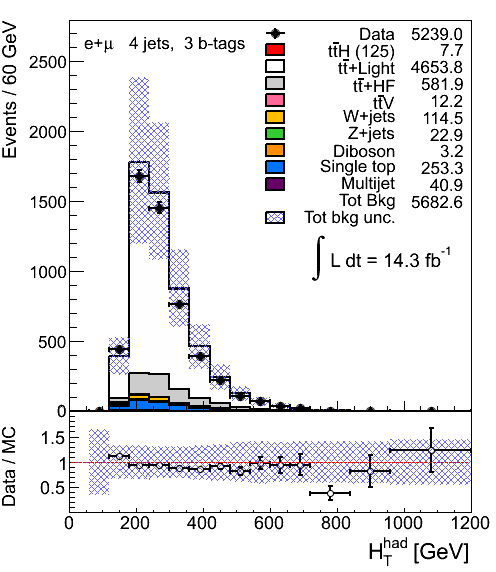 Events / 60 GeV
e+μ 4 jets, 3 b-tags
Data 5239.0
tt̄H (125) 7.7
tt̄+Light 4653.8
tt̄+HF 581.9
tt̄V 12.2
W+jets 114.5
Z+jets 22.9
Diboson 3.2
Single top 253.3
Multijet 40.9
Tot Bkg 5682.6
Tot bkg unc.
∫ L dt = 14.3 fb⁻¹
2500
2000
1500
1000
500
0
Data / MC
1.5
1
0.5
0 200 400 600 800 1000 1200
H_T^had [GeV]